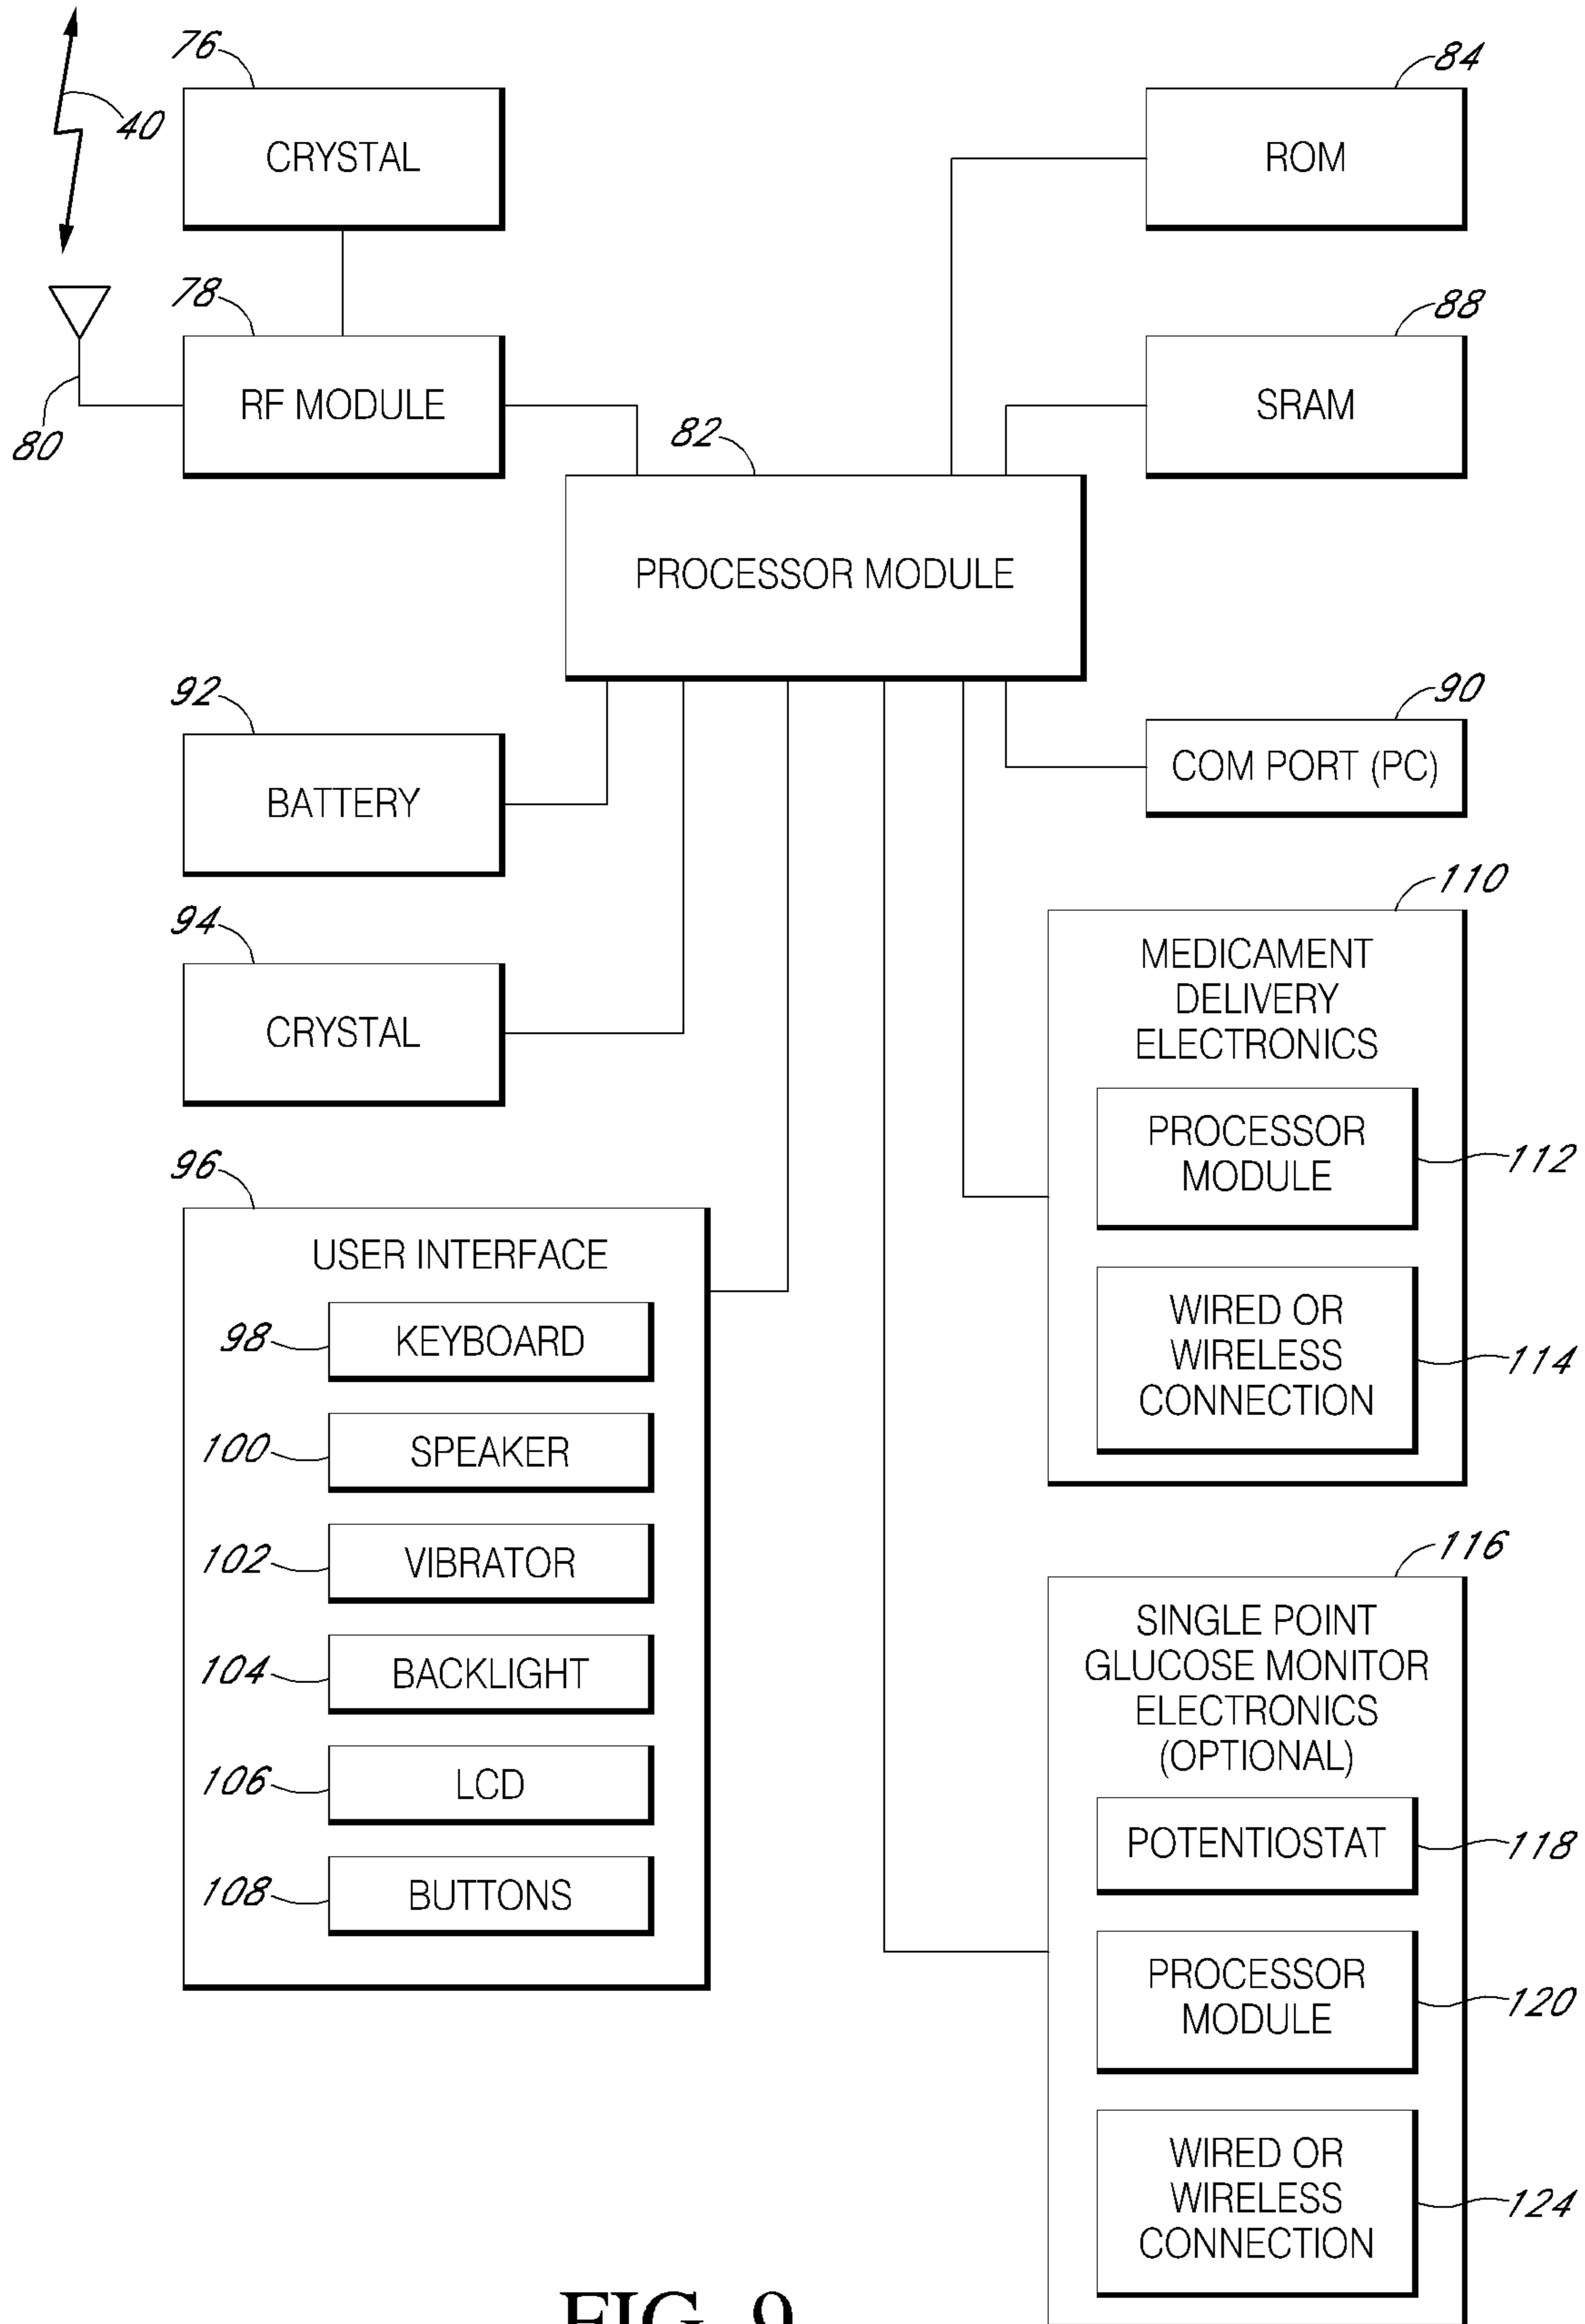 76
84
40
CRYSTAL
ROM
78
88
RF MODULE
SRAM
80
82
PROCESSOR MODULE
92
90
BATTERY
COM PORT (PC)
94
CRYSTAL
110
MEDICAMENT
DELIVERY
ELECTRONICS
PROCESSOR
MODULE
112
WIRED OR
WIRELESS
CONNECTION
114
96
USER INTERFACE
98
KEYBOARD
100
SPEAKER
102
VIBRATOR
104
BACKLIGHT
106
LCD
108
BUTTONS
116
SINGLE POINT
GLUCOSE MONITOR
ELECTRONICS
(OPTIONAL)
POTENTIOSTAT
118
PROCESSOR
MODULE
120
WIRED OR
WIRELESS
CONNECTION
124
FIG. 9